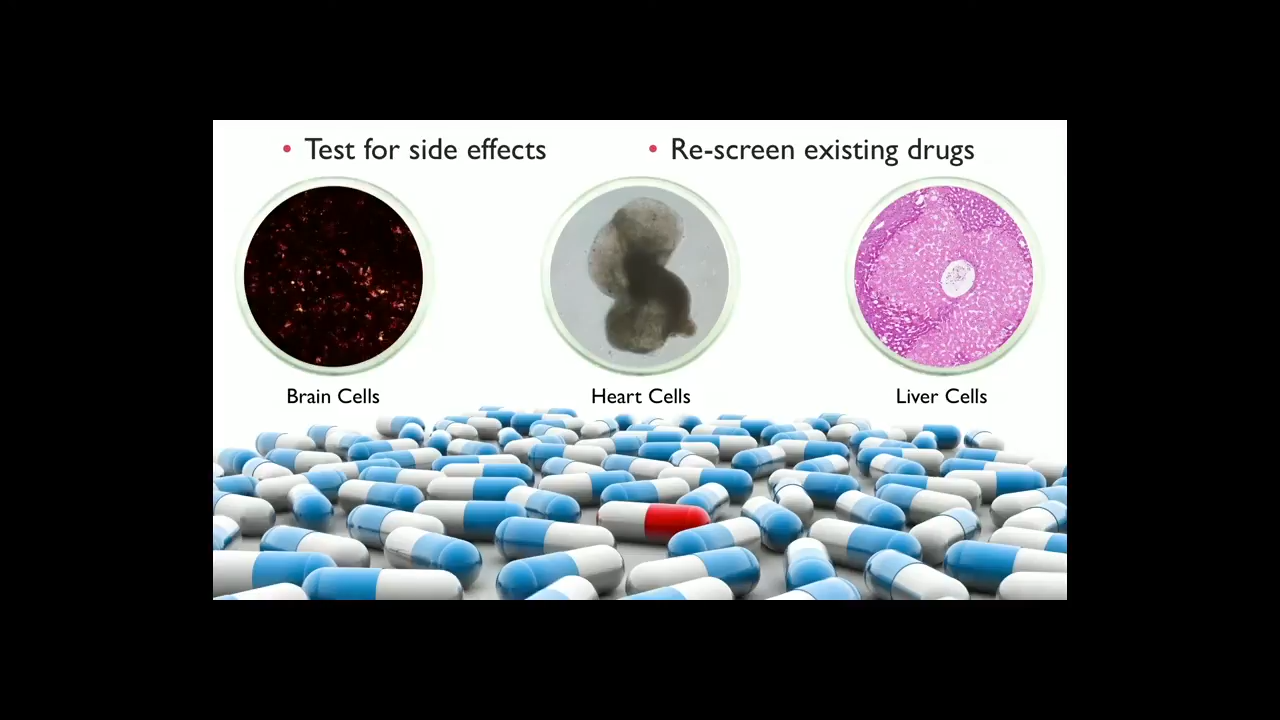 • Test for side effects
• Re-screen existing drugs
Brain Cells
Heart Cells
Liver Cells